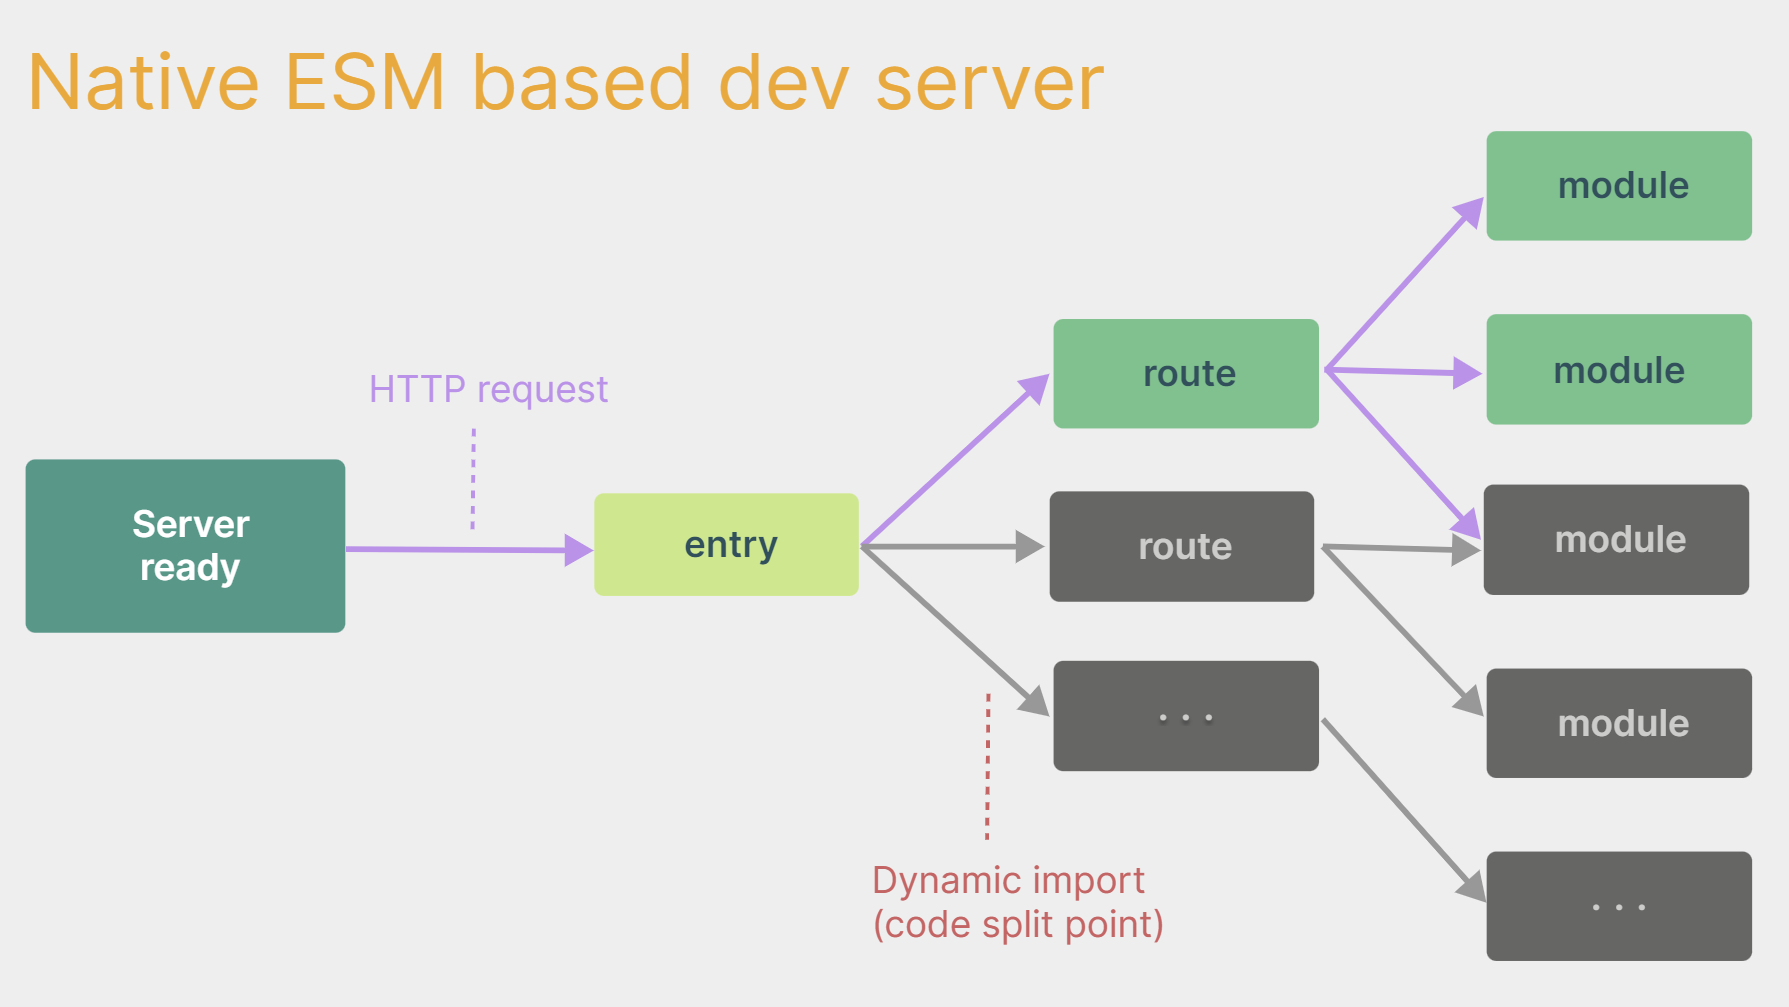 Native ESM based dev server
module
HTTP request
route
module
Server
ready
entry
route
module
. . .
module
Dynamic import
(code split point)
. . .